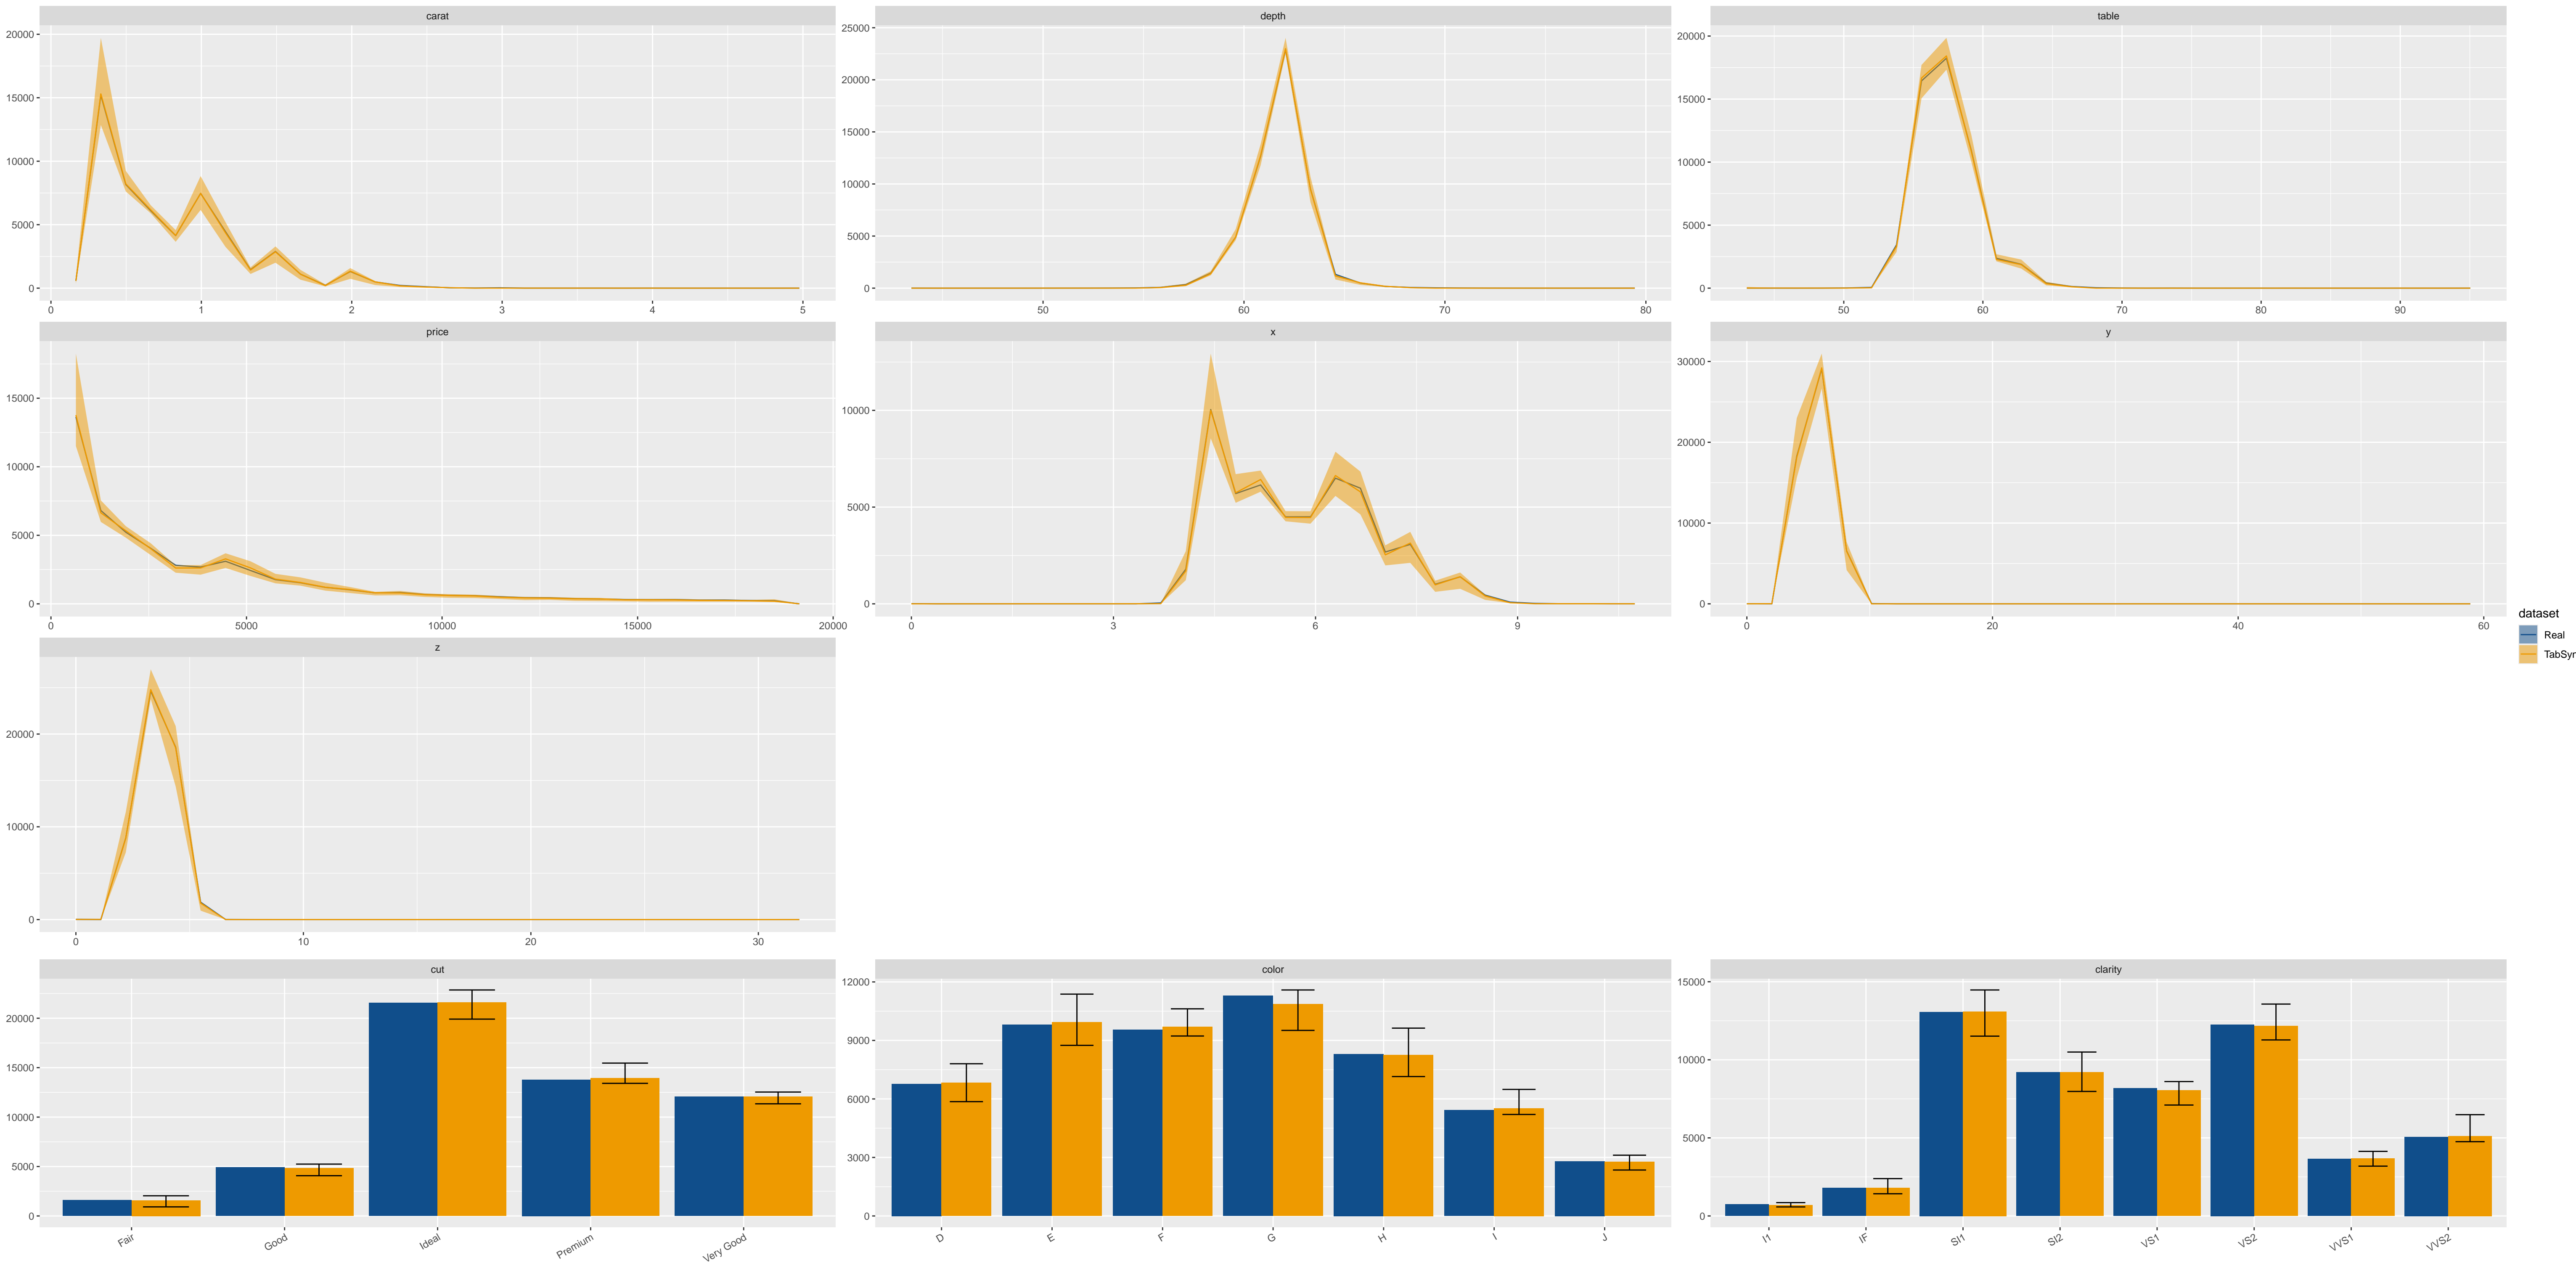 carat
depth
table
20000
15000
10000
5000
0
0 1 2 3 4 5
25000
20000
15000
10000
5000
0
50 60 70 80
20000
15000
10000
5000
0
50 60 70 80 90
price
x
y
15000
10000
5000
0
0 5000 10000 15000 20000
10000
5000
0
0 3 6 9
30000
20000
10000
0
0 20 40 60
dataset
Real
TabSyn
z
20000
10000
0
0 10 20 30
cut
color
clarity
20000
15000
10000
5000
0
Fair Good Ideal Premium Very Good
12000
9000
6000
3000
0
D E F G H I J
15000
10000
5000
0
I1 IF SI1 SI2 VS1 VS2 VVS1 VVS2